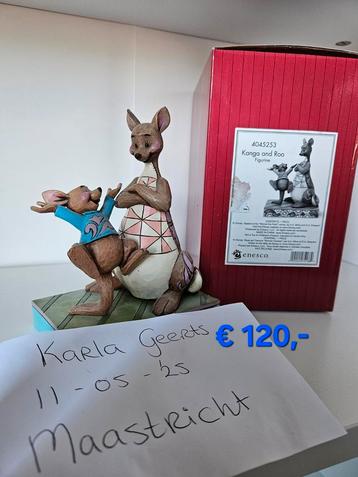 4045253
Kanga and Roo
Figurine
enesco
€ 120,-
Karla Geerts
11-05-'25
Maastricht